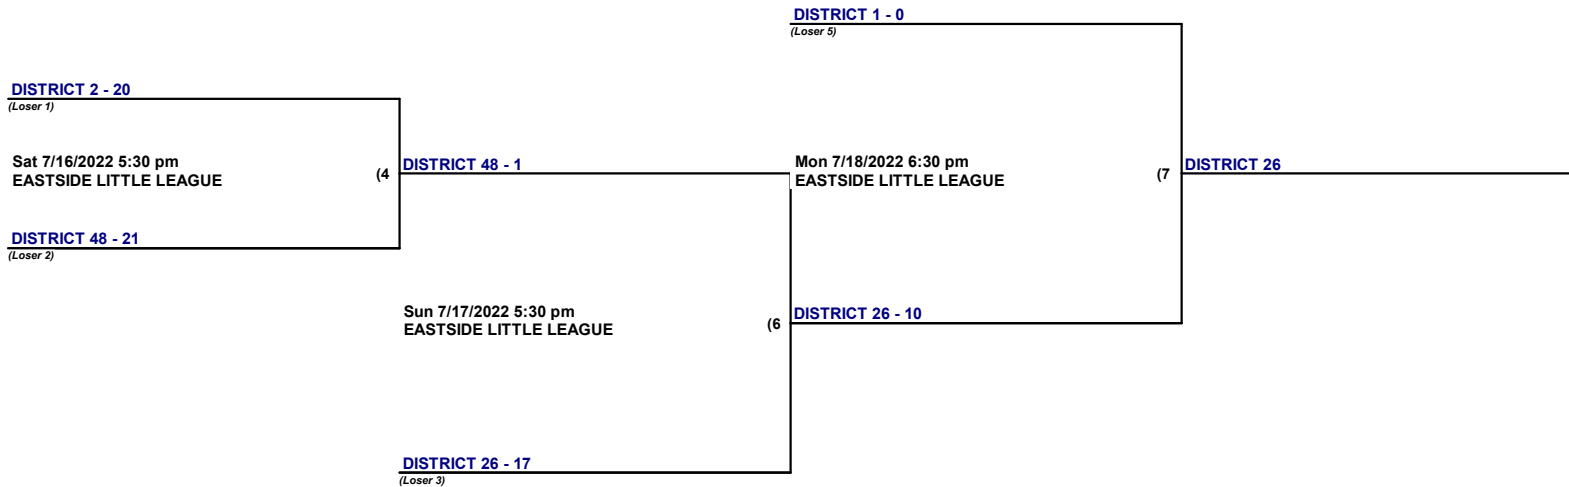 DISTRICT 1 - 0
(Loser 5)
DISTRICT 2 - 20
(Loser 1)
Sat 7/16/2022 5:30 pm
EASTSIDE LITTLE LEAGUE
(4
DISTRICT 48 - 1
Mon 7/18/2022 6:30 pm
EASTSIDE LITTLE LEAGUE
(7
DISTRICT 26
DISTRICT 48 - 21
(Loser 2)
Sun 7/17/2022 5:30 pm
EASTSIDE LITTLE LEAGUE
(6
DISTRICT 26 - 10
DISTRICT 26 - 17
(Loser 3)